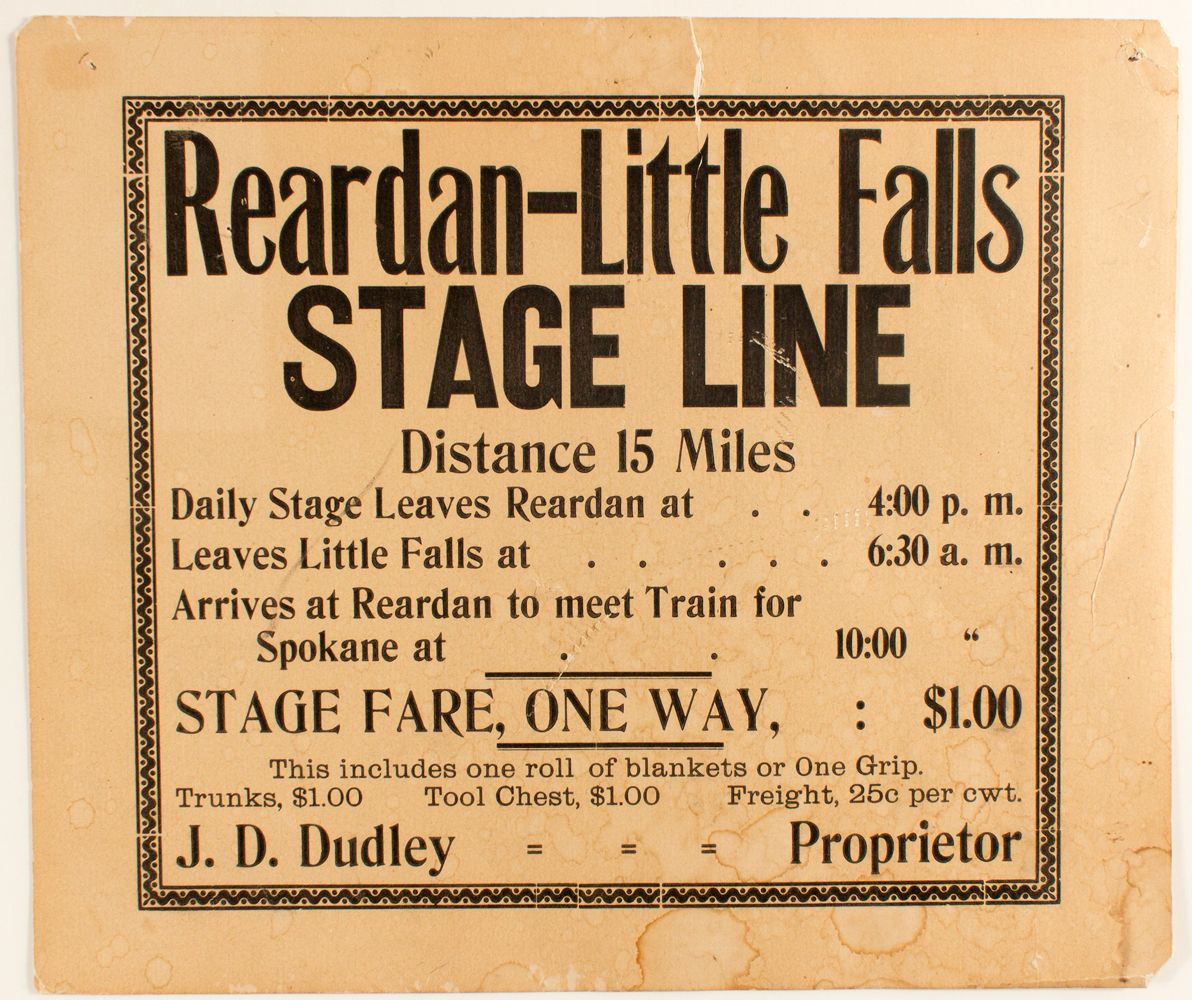 Reardan-Little Falls
STAGE LINE
Distance 15 Miles
Daily Stage Leaves Reardan at . . 4:00 p. m.
Leaves Little Falls at . . . . . 6:30 a. m.
Arrives at Reardan to meet Train for
Spokane at . . 10:00 “
STAGE FARE, ONE WAY, : $1.00
This includes one roll of blankets or One Grip.
Trunks, $1.00 Tool Chest, $1.00 Freight, 25c per cwt.
J. D. Dudley = = = Proprietor